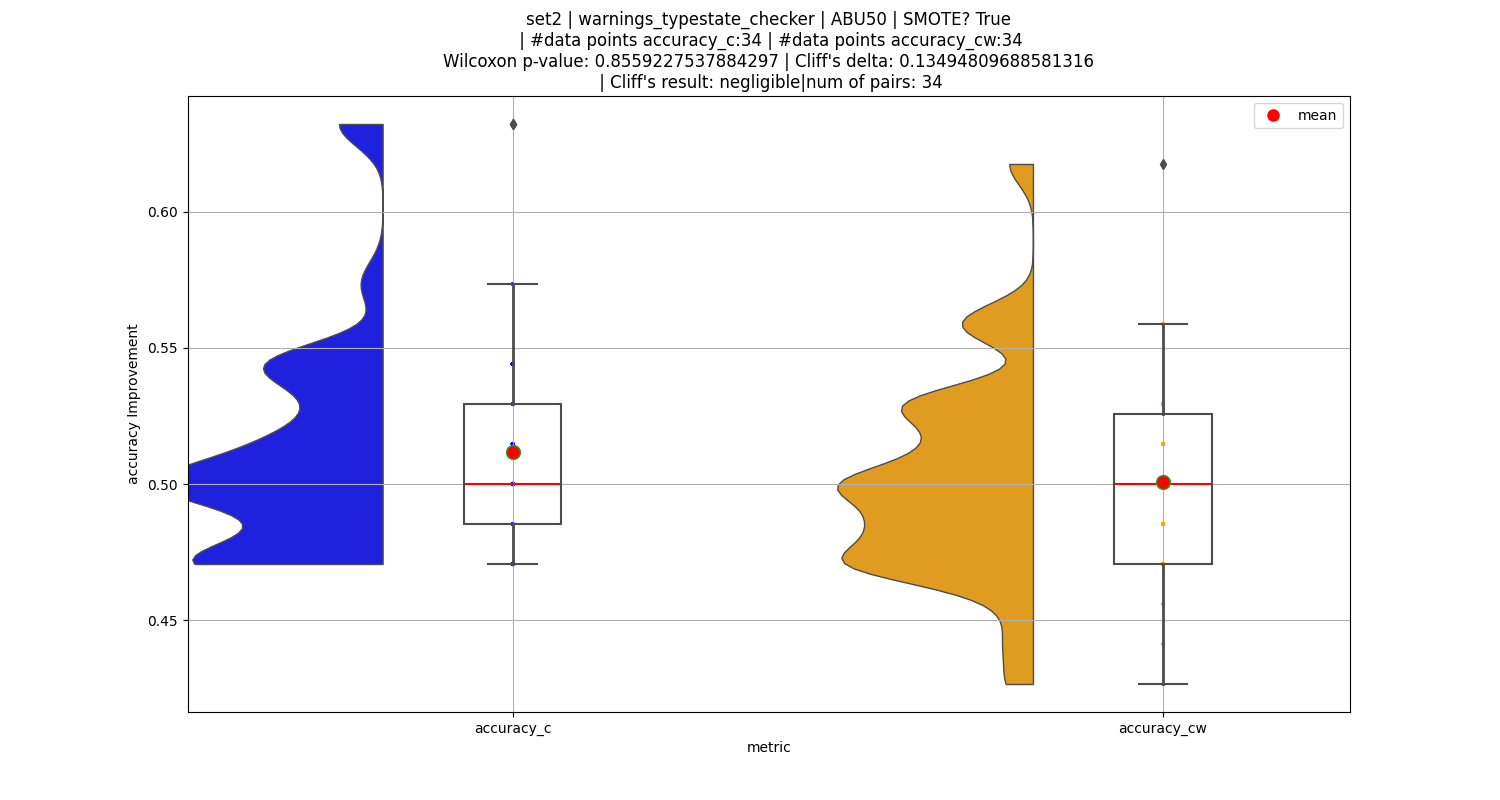 set2 | warnings_typestate_checker | ABU50 | SMOTE? True
| #data points accuracy_c:34 | #data points accuracy_cw:34
Wilcoxon p-value: 0.8559227537884297 | Cliff's delta: 0.13494809688581316
| Cliff's result: negligible|num of pairs: 34
mean
0.60
0.55
0.50
0.45
accuracy Improvement
accuracy_c
accuracy_cw
metric